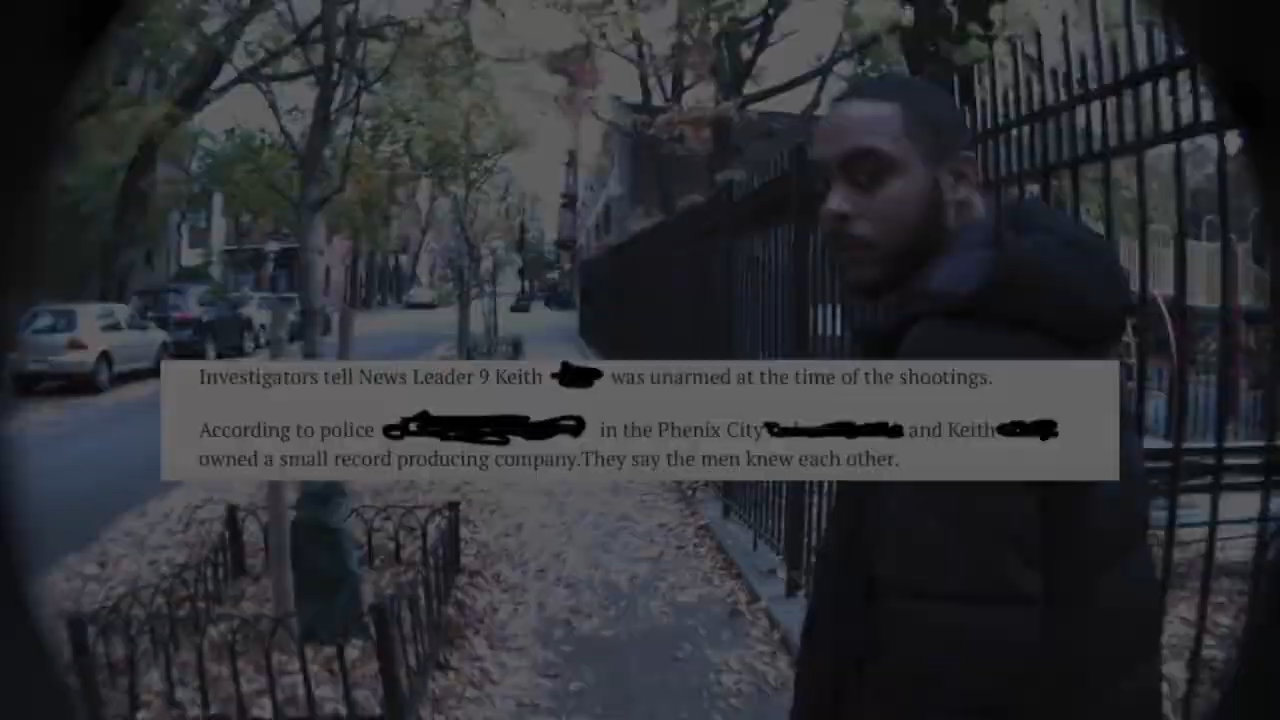 Investigators tell News Leader 9 Keith was unarmed at the time of the shootings.
According to police in the Phenix City and Keith
owned a small record producing company.They say the men knew each other.